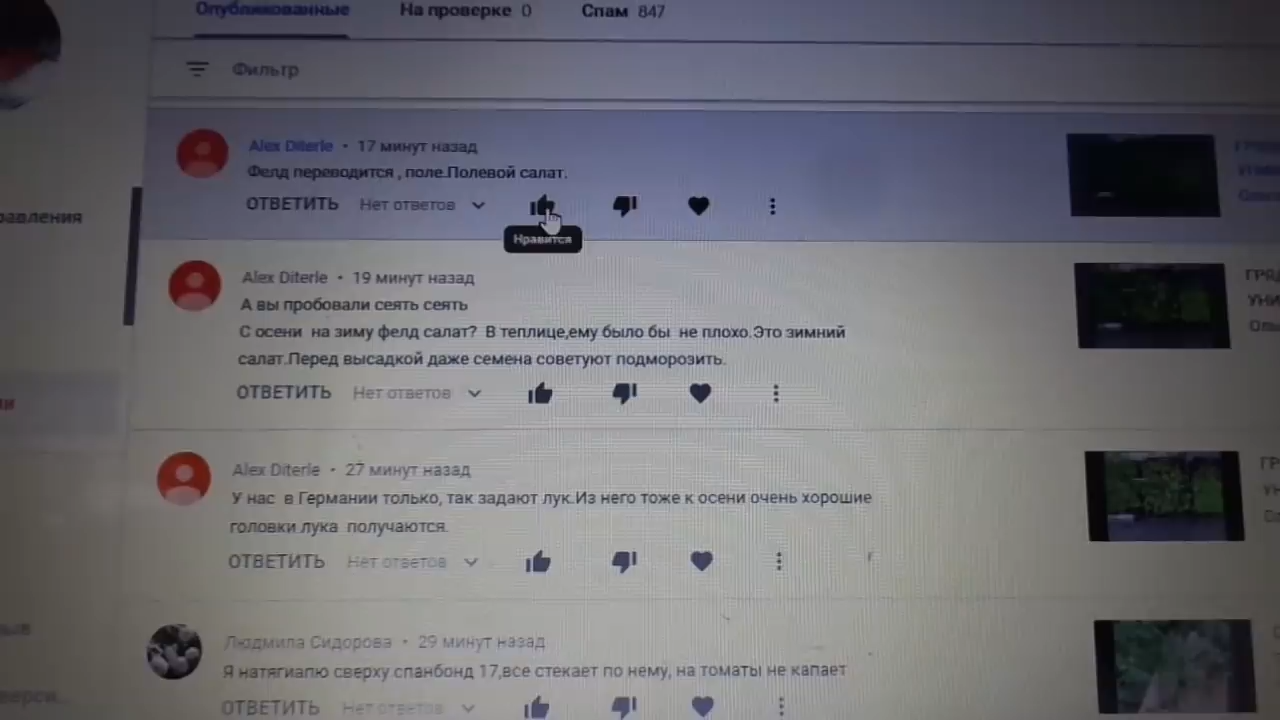 Опубликованные На проверке 0 Спам 847
Фильтр
Alex Diterle • 17 минут назад
Фелд переводится , поле.Полевой салат.
ОТВЕТИТЬ Нет ответов
Нравится
Alex Diterle • 19 минут назад
А вы пробовали сеять сеять
С осени на зиму фелд салат? В теплице,ему было бы не плохо.Это зимний
салат.Перед высадкой даже семена советуют подморозить.
ОТВЕТИТЬ Нет ответов
Alex Diterle • 27 минут назад
У нас в Германии только, так задают лук.Из него тоже к осени очень хорошие
головки лука получаются.
ОТВЕТИТЬ Нет ответов
Людмила Сидорова • 29 минут назад
Я натягиапю сверху спанбонд 17,все стекает по нему, на томаты не капает
ОТВЕТИТЬ Нет ответов